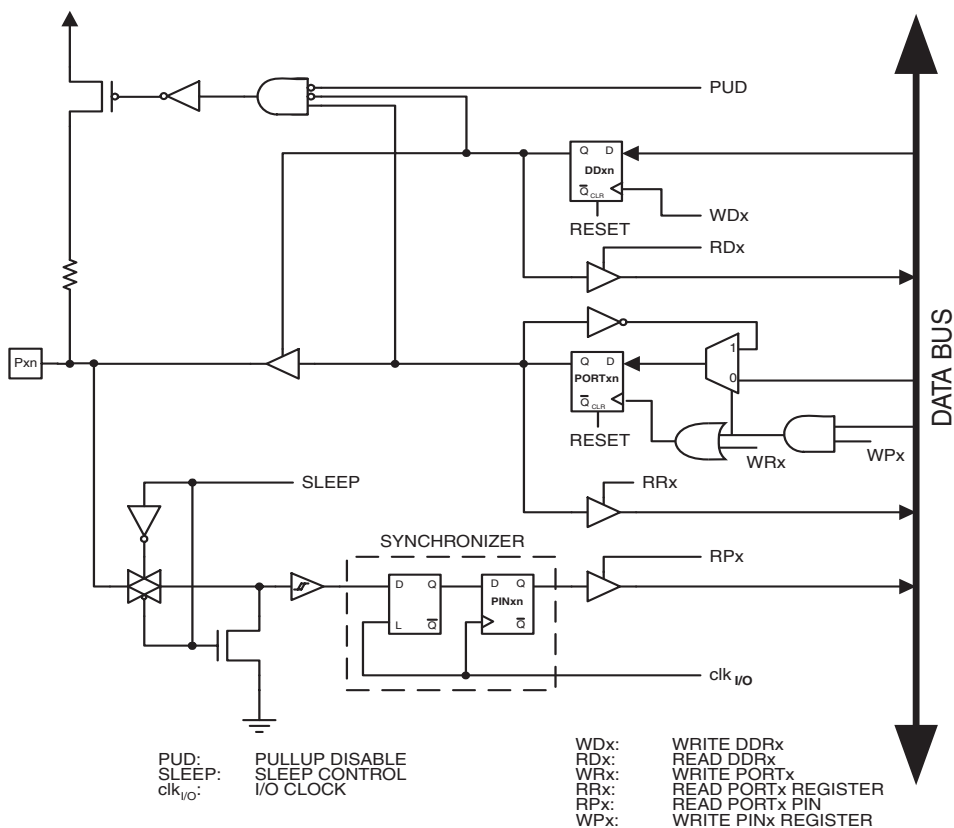 PUD
Q D
DDxn
Q CLR
WDx
RESET
RDx
Pxn
1
Q D
PORTxn
0
Q CLR
RESET
WRx
WPx
DATA BUS
SLEEP
RRx
SYNCHRONIZER
RPx
D Q
L Q
D Q
PINxn
Q
clk I/O
PUD: PULLUP DISABLE
SLEEP: SLEEP CONTROL
clkI/O: I/O CLOCK
WDx: WRITE DDRx
RDx: READ DDRx
WRx: WRITE PORTx
RRx: READ PORTx REGISTER
RPx: READ PORTx PIN
WPx: WRITE PINx REGISTER